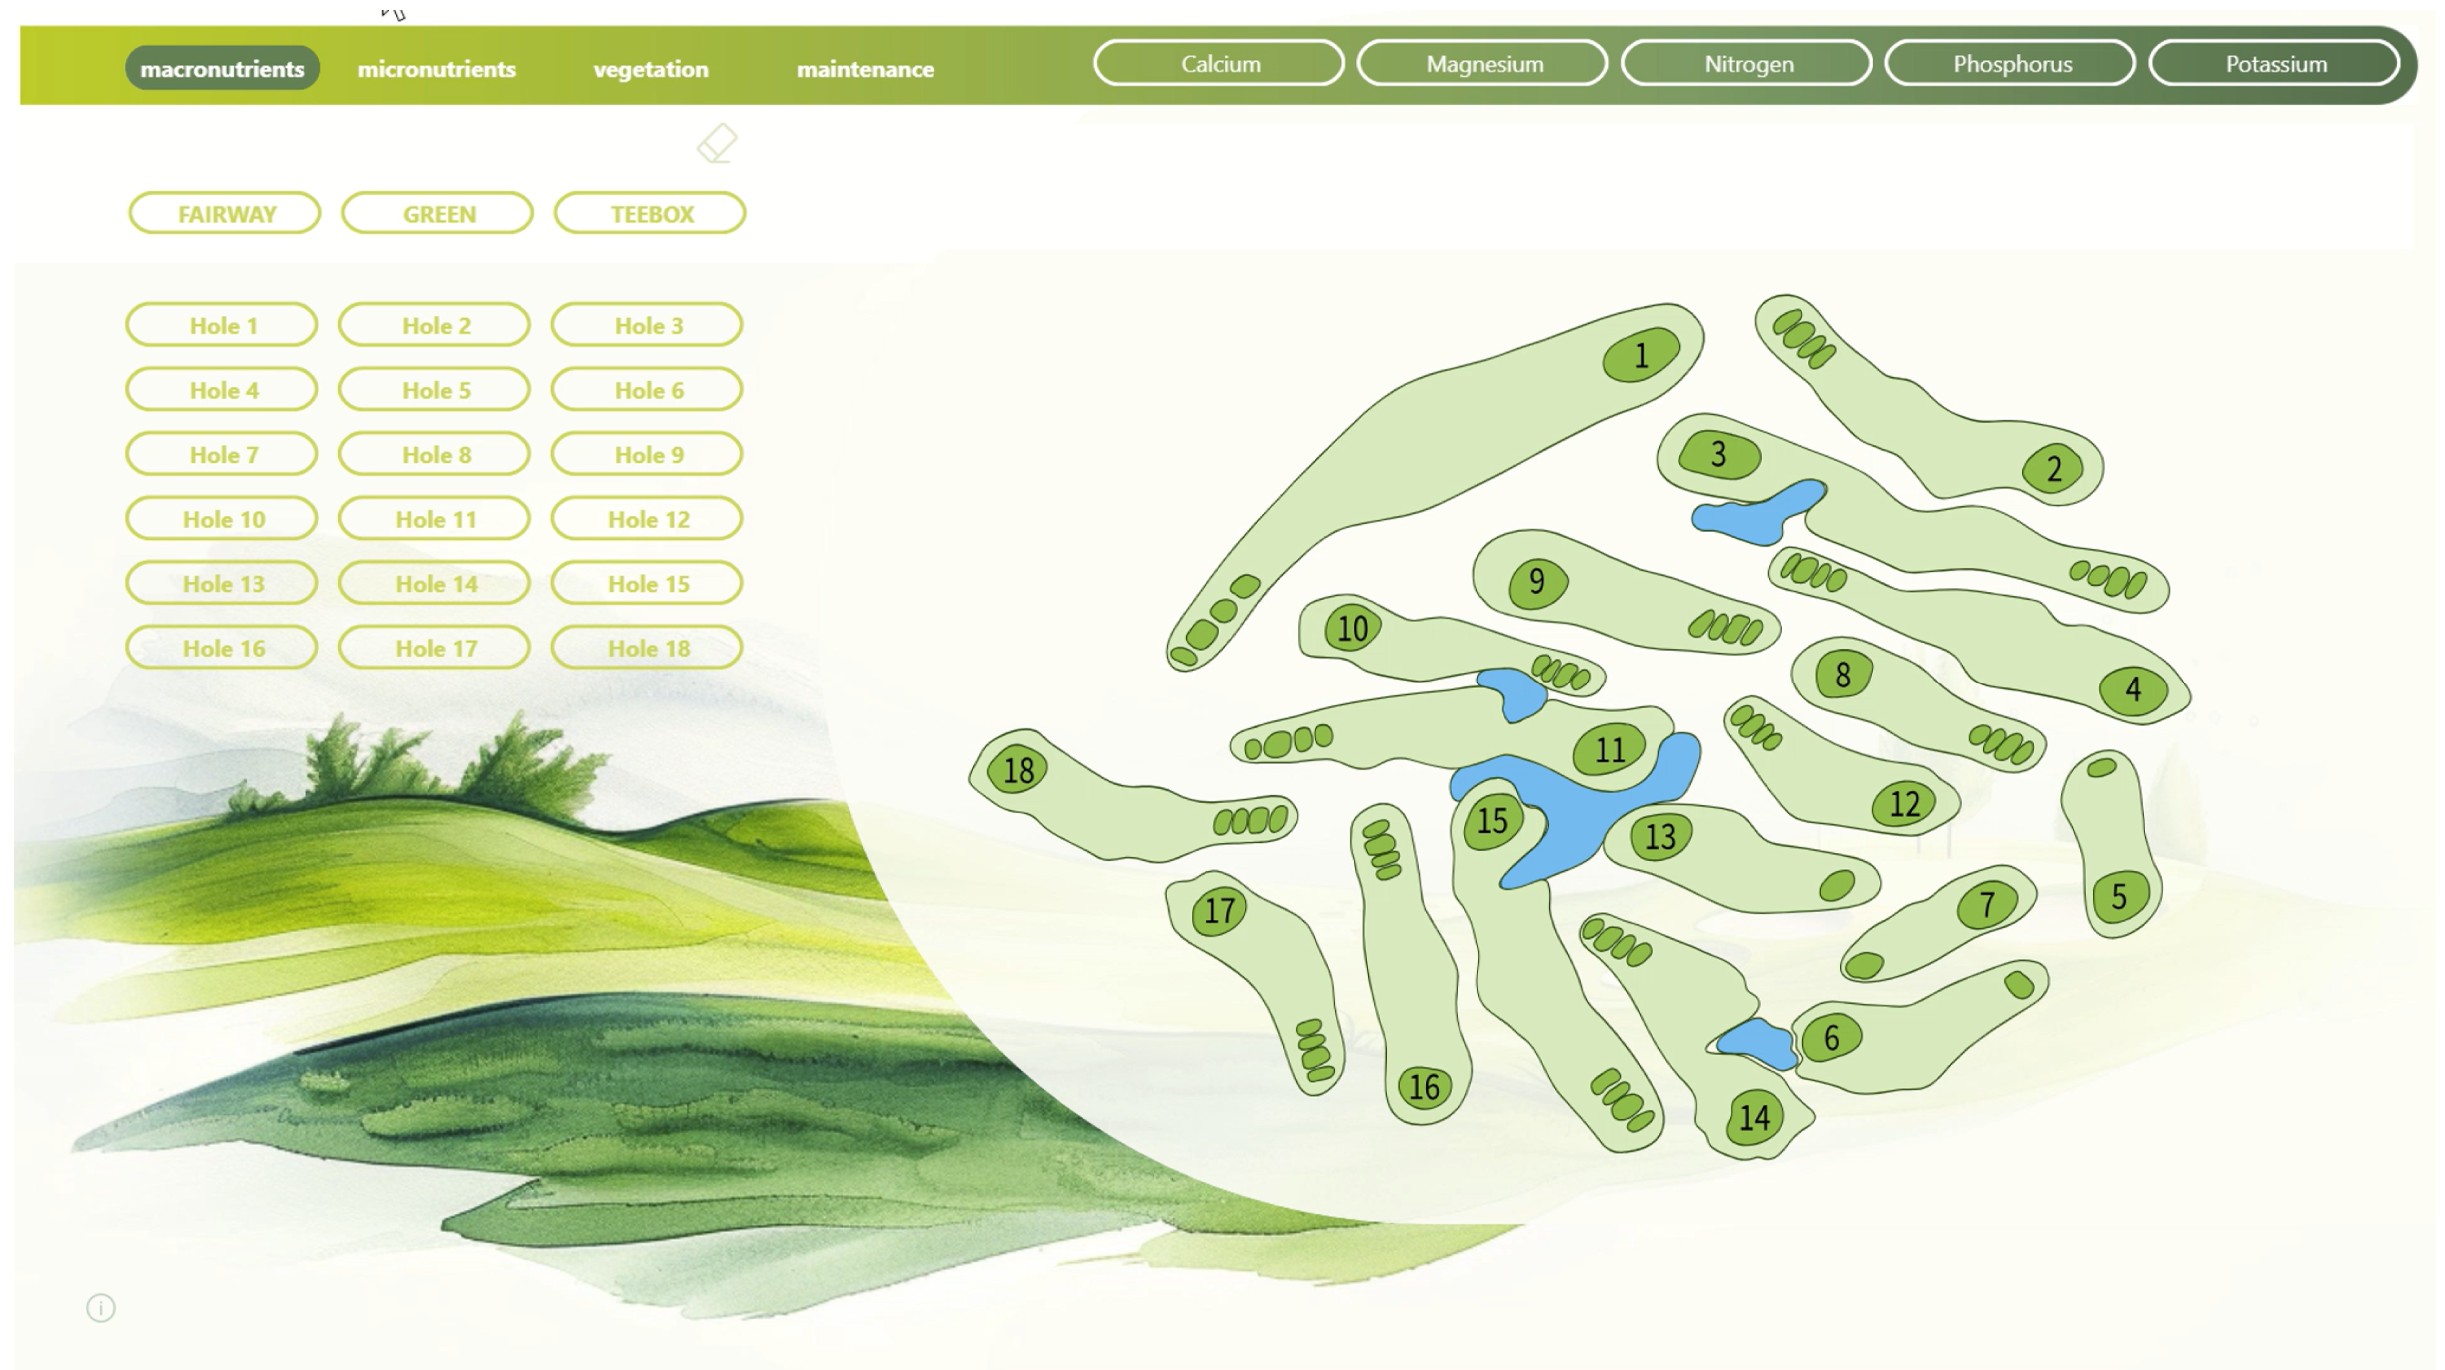 macronutrients micronutrients vegetation maintenance Calcium Magnesium Nitrogen Phosphorus Potassium
FAIRWAY GREEN TEEBOX
Hole 1 Hole 2 Hole 3
Hole 4 Hole 5 Hole 6
Hole 7 Hole 8 Hole 9
Hole 10 Hole 11 Hole 12
Hole 13 Hole 14 Hole 15
Hole 16 Hole 17 Hole 18
1
3
2
9
10
8
4
11
18
12
15
13
5
7
17
6
16
14
i